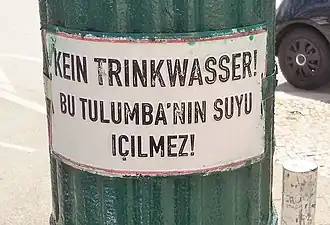 KEIN TRINKWASSER!
BU TULUMBA'NIN SUYU
IÇILMEZ!